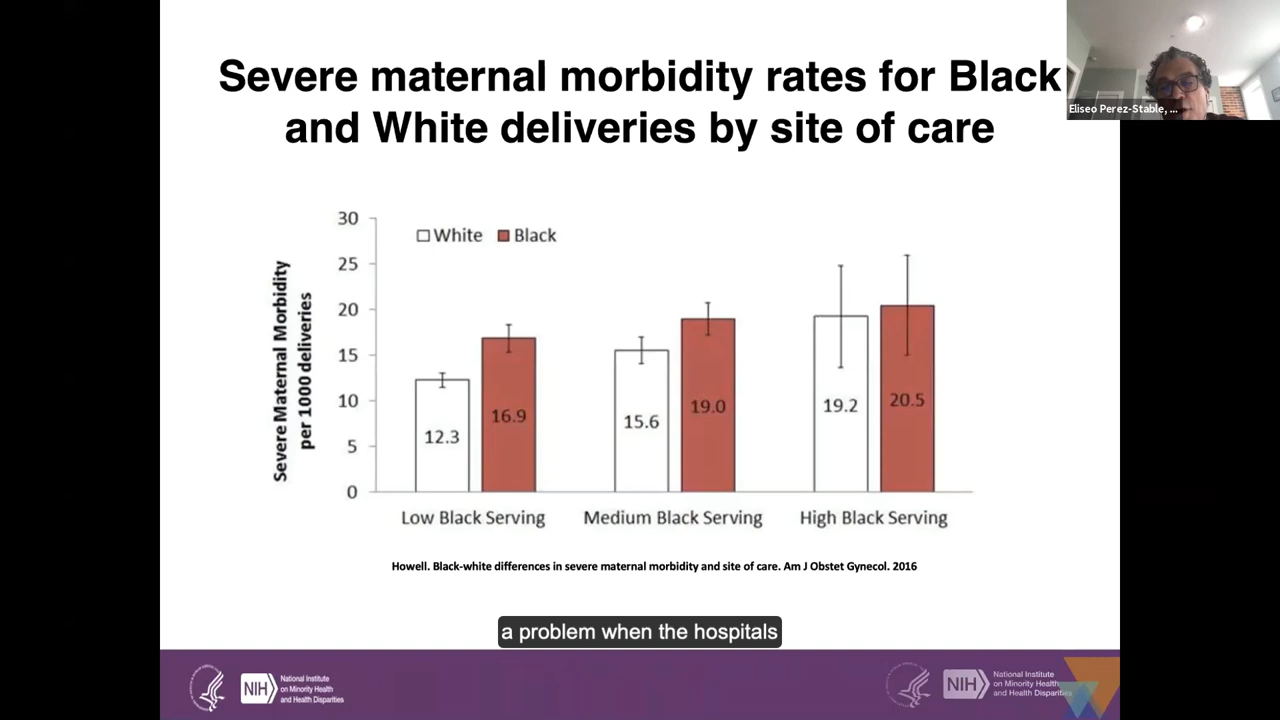 Severe maternal morbidity rates for Black
and White deliveries by site of care
Eliseo Perez-Stable, ...
Severe Maternal Morbidity
per 1000 deliveries
30
25
20
15
10
5
0
White Black
12.3
16.9
15.6
19.0
19.2
20.5
Low Black Serving
Medium Black Serving
High Black Serving
Howell. Black-white differences in severe maternal morbidity and site of care. Am J Obstet Gynecol. 2016
a problem when the hospitals
NIH
National Institute
on Minority Health
and Health Disparities
NIH
National Institute
on Minority Health
and Health Disparities